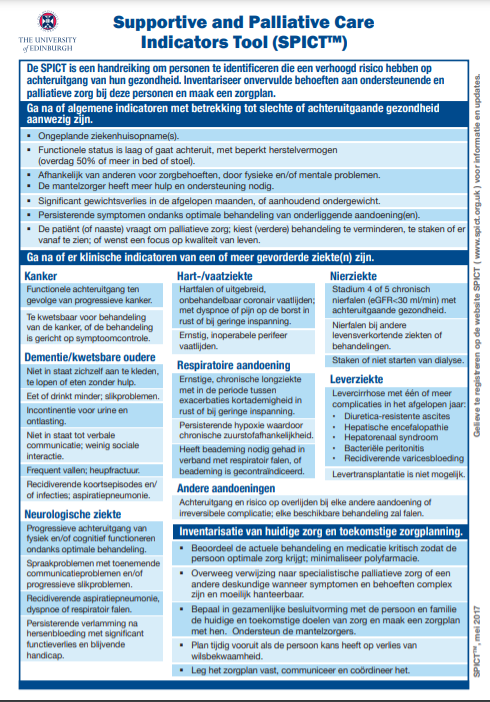 THE UNIVERSITY
of EDINBURGH
Supportive and Palliative Care
Indicators Tool (SPICT™)
De SPICT is een handreiking om personen te identificeren die een verhoogd risico hebben op
achteruitgang van hun gezondheid. Inventariseer onvervulde behoeften aan ondersteunende en
palliatieve zorg bij deze personen en maak een zorgplan.
Ga na of algemene indicatoren met betrekking tot slechte of achteruitgaande gezondheid
aanwezig zijn.
▪ Ongeplande ziekenhuisopname(s).
▪ Functionele status is laag of gaat achteruit, met beperkt herstelvermogen
(overdag 50% of meer in bed of stoel).
▪ Afhankelijk van anderen voor zorgbehoeften, door fysieke en/of mentale problemen.
▪ De mantelzorger heeft meer hulp en ondersteuning nodig.
▪ Significant gewichtsverlies in de afgelopen maanden, of aanhoudend ondergewicht.
▪ Persisterende symptomen ondanks optimale behandeling van onderliggende aandoening(en).
▪ De patiënt (of naaste) vraagt om palliatieve zorg; kiest (verdere) behandeling te verminderen, te staken of er
vanaf te zien; of wenst een focus op kwaliteit van leven.
Ga na of er klinische indicatoren van een of meer gevorderde ziekte(n) zijn.
Kanker
Functionele achteruitgang ten
gevolge van progressieve kanker.
Te kwetsbaar voor behandeling
van de kanker, of de behandeling
is gericht op symptoomcontrole.
Dementie/kwetsbare oudere
Niet in staat zichzelf aan te kleden,
te lopen of eten zonder hulp.
Eet of drinkt minder; slikproblemen.
Incontinentie voor urine en
ontlasting.
Niet in staat tot verbale
communicatie; weinig sociale
interactie.
Frequent vallen; heupfractuur.
Recidiverende koortsepisodes en/
of infecties; aspiratiepneumonie.
Neurologische ziekte
Progressieve achteruitgang van
fysiek en/of cognitief functioneren
ondanks optimale behandeling.
Spraakproblemen met toenemende
communicatieproblemen en/of
progressieve slikproblemen.
Recidiverende aspiratiepneumonie,
dyspnoe of respiratoir falen.
Persisterende verlamming na
hersenbloeding met significant
functieverlies en blijvende
handicap.
Hart-/vaatziekte
Hartfalen of uitgebreid,
onbehandelbaar coronair vaatlijden;
met dyspnoe of pijn op de borst in
rust of bij geringe inspanning.
Ernstig, inoperabele perifeer
vaatlijden.
Respiratoire aandoening
Ernstige, chronische longziekte
met in de periode tussen
exacerbaties kortademigheid in
rust of bij geringe inspanning.
Persisterende hypoxie waardoor
chronische zuurstofafhankelijkheid.
Heeft beademing nodig gehad in
verband met respiratoir falen, of
beademing is gecontraïndiceerd.
Nierziekte
Stadium 4 of 5 chronisch
nierfalen (eGFR<30 ml/min) met
achteruitgaande gezondheid.
Nierfalen bij andere
levensverkortende ziekten of
behandelingen.
Staken of niet starten van dialyse.
Leverziekte
Levercirrose met één of meer
complicaties in het afgelopen jaar:
• Diuretica-resistente ascites
• Hepatische encefalopathie
• Hepatorenaal syndroom
• Bacteriële peritonitis
• Recidiverende varicesbloeding
Levertransplantatie is niet mogelijk.
Andere aandoeningen
Achteruitgang en risico op overlijden bij elke andere aandoening of
irreversibele complicatie; elke beschikbare behandeling zal falen.
Inventarisatie van huidige zorg en toekomstige zorgplanning.
▪ Beoordeel de actuele behandeling en medicatie kritisch zodat de
persoon optimale zorg krijgt; minimaliseer polyfarmacie.
▪ Overweeg verwijzing naar specialistische palliatieve zorg of een
andere deskundige wanneer symptomen en behoeften complex
zijn en moeilijk hanteerbaar.
▪ Bepaal in gezamenlijke besluitvorming met de persoon en familie
de huidige en toekomstige doelen van zorg en maak een zorgplan
met hen. Ondersteun de mantelzorgers.
▪ Plan tijdig vooruit als de persoon kans heeft op verlies van
wilsbekwaamheid.
▪ Leg het zorgplan vast, communiceer en coördineer het.
Gelieve te registreren op de website SPICT ( www.spict.org.uk ) voor informatie en updates.
SPICT™, mei 2017